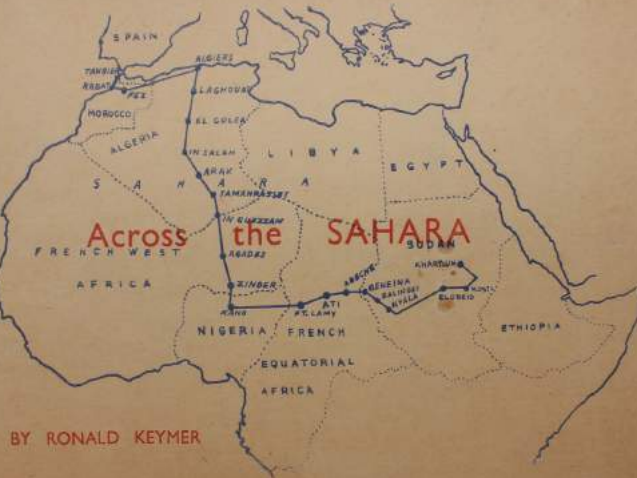 SPAIN
TANGIER
ALGIERS
RABAT
FEZ
LAGHOUAT
MOROCCO
EL GOLEA
ALGERIA
IN SALAH
LIBYA
EGYPT
ARAK
SAHARA
TAMANRASSET
IN GUEZZAM
Across the SAHARA
SUDAN
FRENCH WEST
AFRICA
AGADEZ
KHARTOUM
ABECHE
GENEINA
ZALINGEI
NYALA
ZINDER
ATI
KOSTI
EL OBEID
KANO
FT. LAMY
NIGERIA
FRENCH
EQUATORIAL
AFRICA
ETHIOPIA
BY RONALD KEYMER